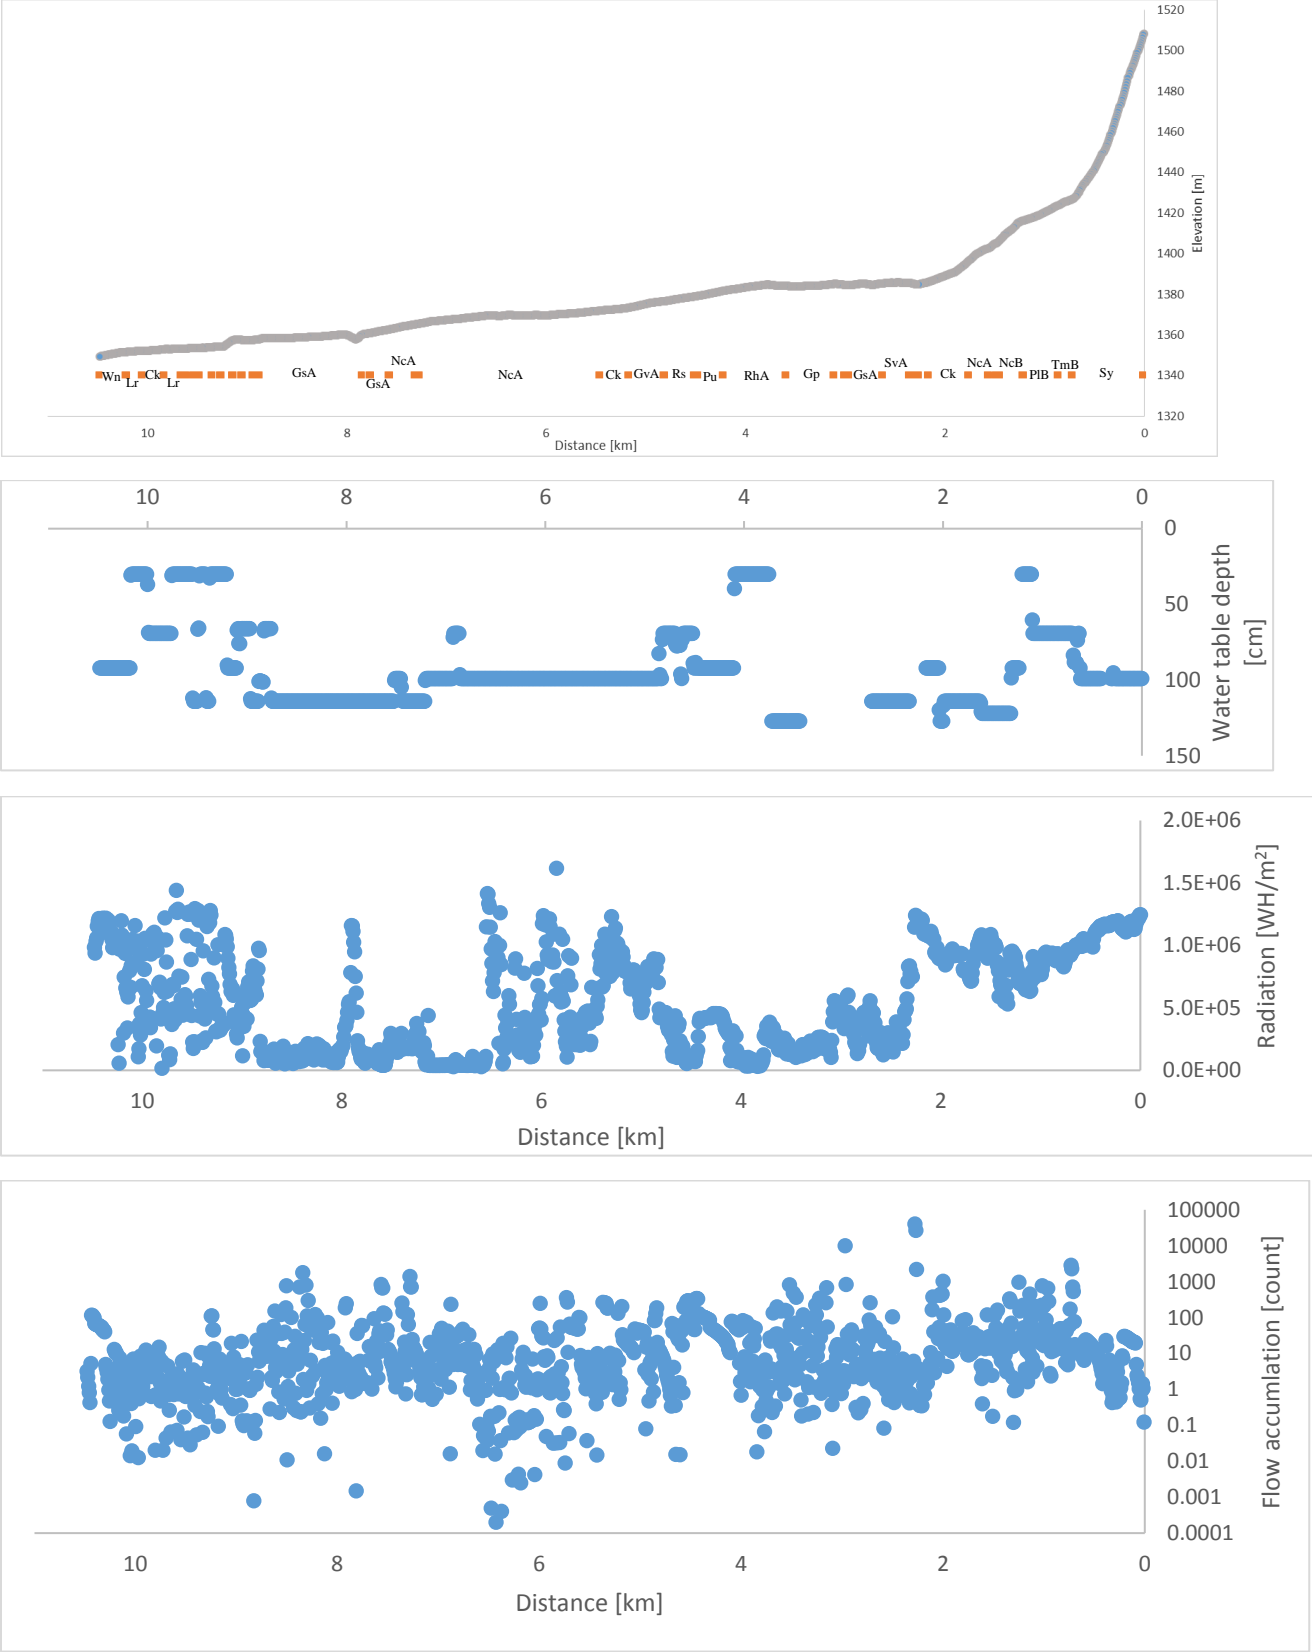 1520
1500
1480
1460
1440
1420
1400
1380
1360
1340
1320
Elevation [m]
Wn Lr Ck Lr GsA GsA NcA NcA Ck GvA Rs Pu RhA Gp GsA SvA Ck NcA NcB PlB TmB Sy
10 8 6 4 2 0
Distance [km]
10 8 6 4 2 0
0
50
100
150
Water table depth
[cm]
2.0E+06
1.5E+06
1.0E+06
5.0E+05
0.0E+00
Radiation [WH/m²]
10 8 6 4 2 0
Distance [km]
100000
10000
1000
100
10
1
0.1
0.01
0.001
0.0001
Flow accumlation [count]
10 8 6 4 2 0
Distance [km]